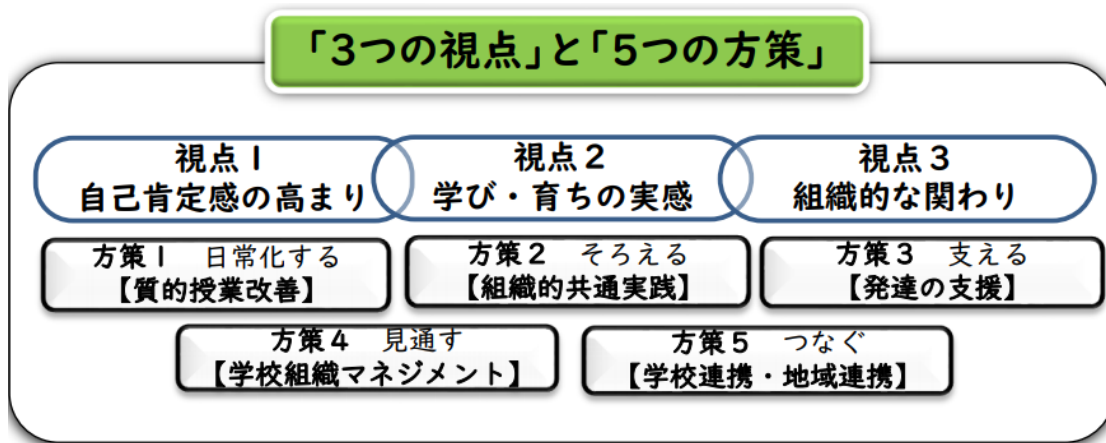 「3つの視点」と「5つの方策」
視点1
自己肯定感の高まり
視点2
学び・育ちの実感
視点3
組織的な関わり
方策1 日常化する
【質的授業改善】
方策2 そろえる
【組織的共通実践】
方策3 支える
【発達の支援】
方策4 見通す
【学校組織マネジメント】
方策5 つなぐ
【学校連携・地域連携】